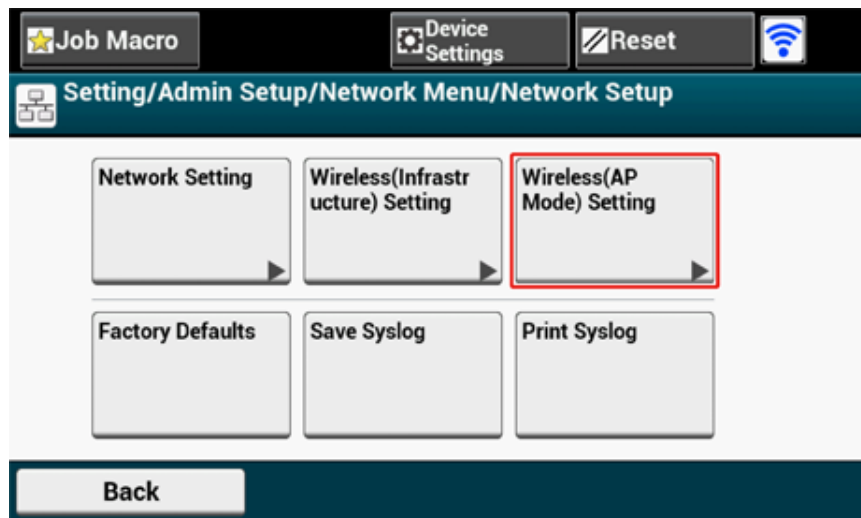 Job Macro
Device
Settings
Reset
Setting/Admin Setup/Network Menu/Network Setup
Network Setting
Wireless(Infrastr
ucture) Setting
Wireless(AP
Mode) Setting
Factory Defaults
Save Syslog
Print Syslog
Back